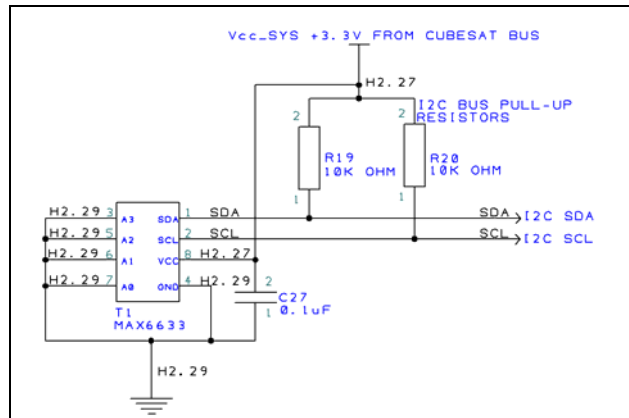 Vcc_SYS +3.3V FROM CUBESAT BUS
H2.27
2
2
I2C BUS PULL-UP
RESISTORS
R19
10K OHM
R20
10K OHM
1
1
H2.29 3 A3 SDA 1 SDA SDA I2C SDA
H2.29 5 A2 SCL 2 SCL SCL I2C SCL
H2.29 6 A1 VCC 8 H2.27
H2.29 7 A0 GND 4 H2.29
2
C27
0.1uF
1
T1
MAX6633
H2.29